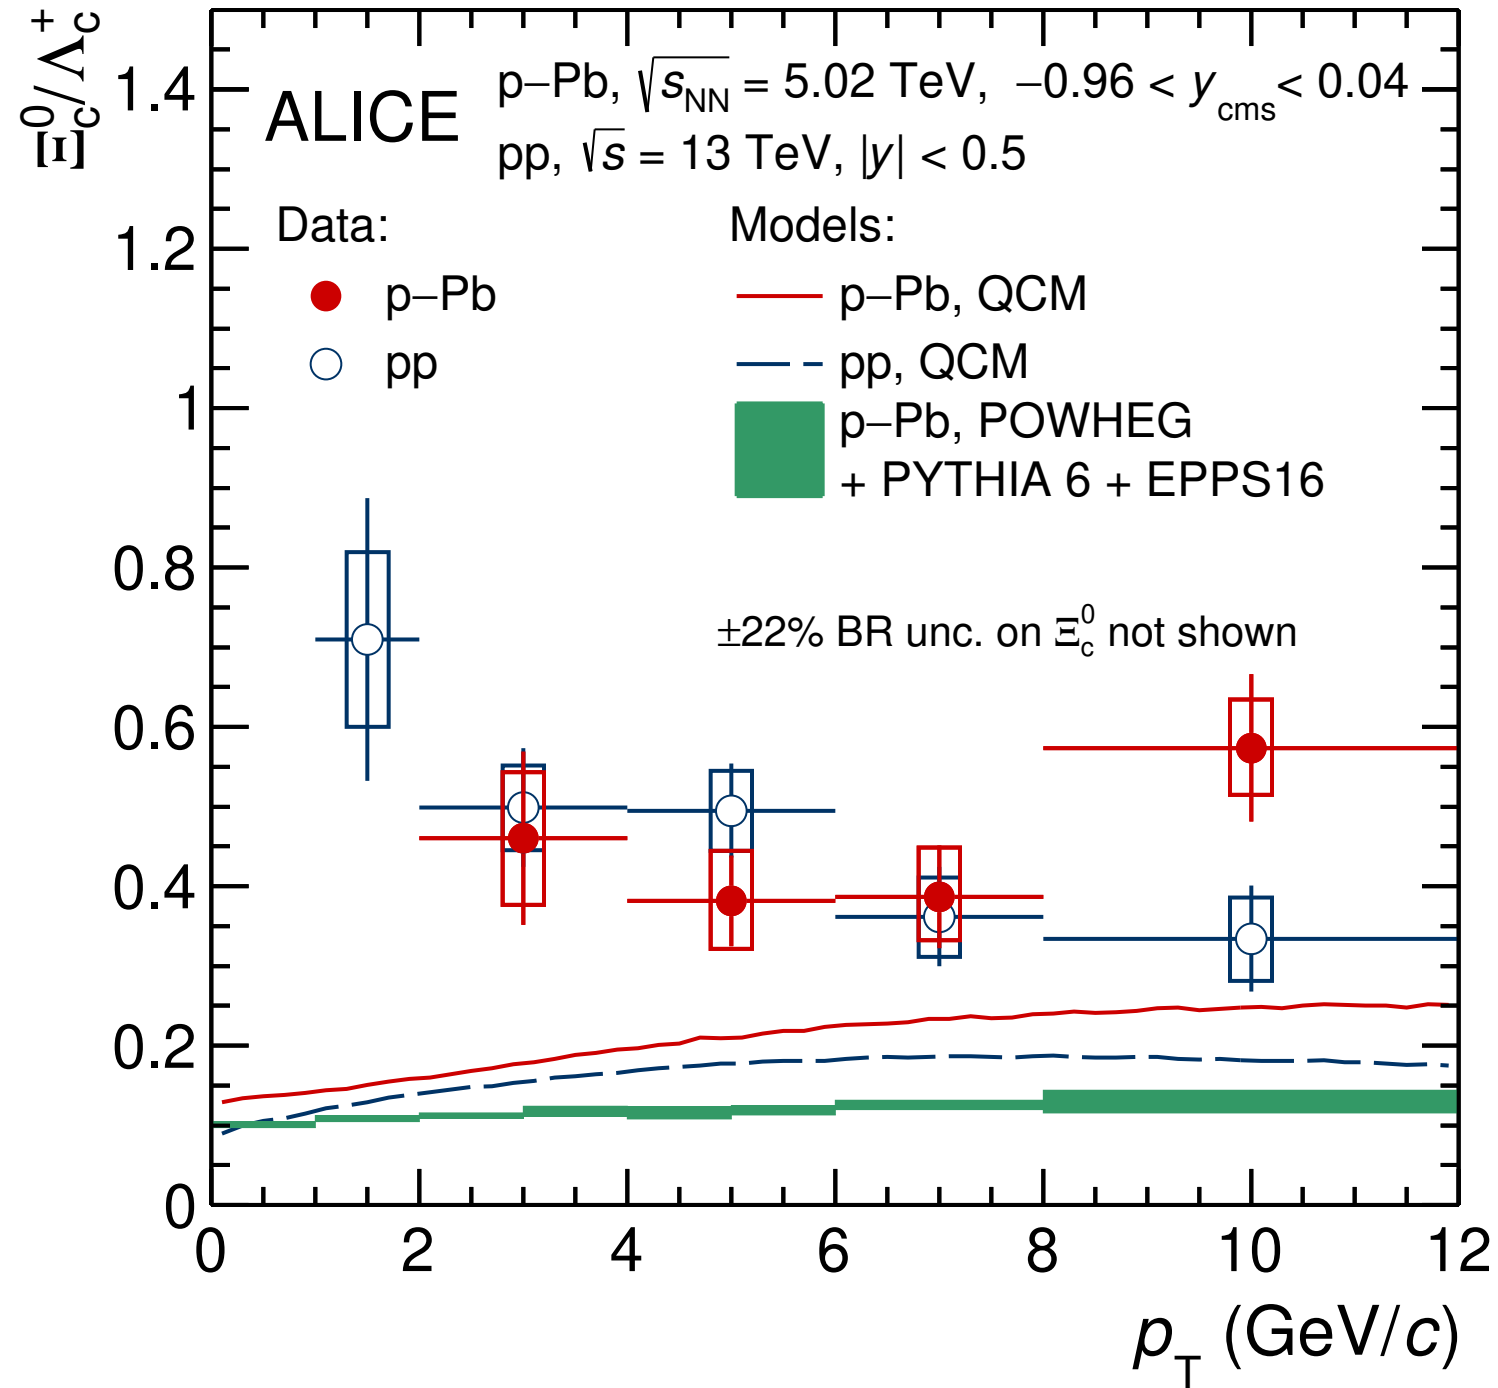 Ξ⁰c/Λ⁺c
ALICE
p−Pb, √sNN = 5.02 TeV, −0.96 < ycms < 0.04
pp, √s = 13 TeV, |y| < 0.5
Data:
p−Pb
pp
Models:
p−Pb, QCM
pp, QCM
p−Pb, POWHEG
+ PYTHIA 6 + EPPS16
±22% BR unc. on Ξ⁰c not shown
1.4
1.2
1
0.8
0.6
0.4
0.2
0
0 2 4 6 8 10 12
pT (GeV/c)